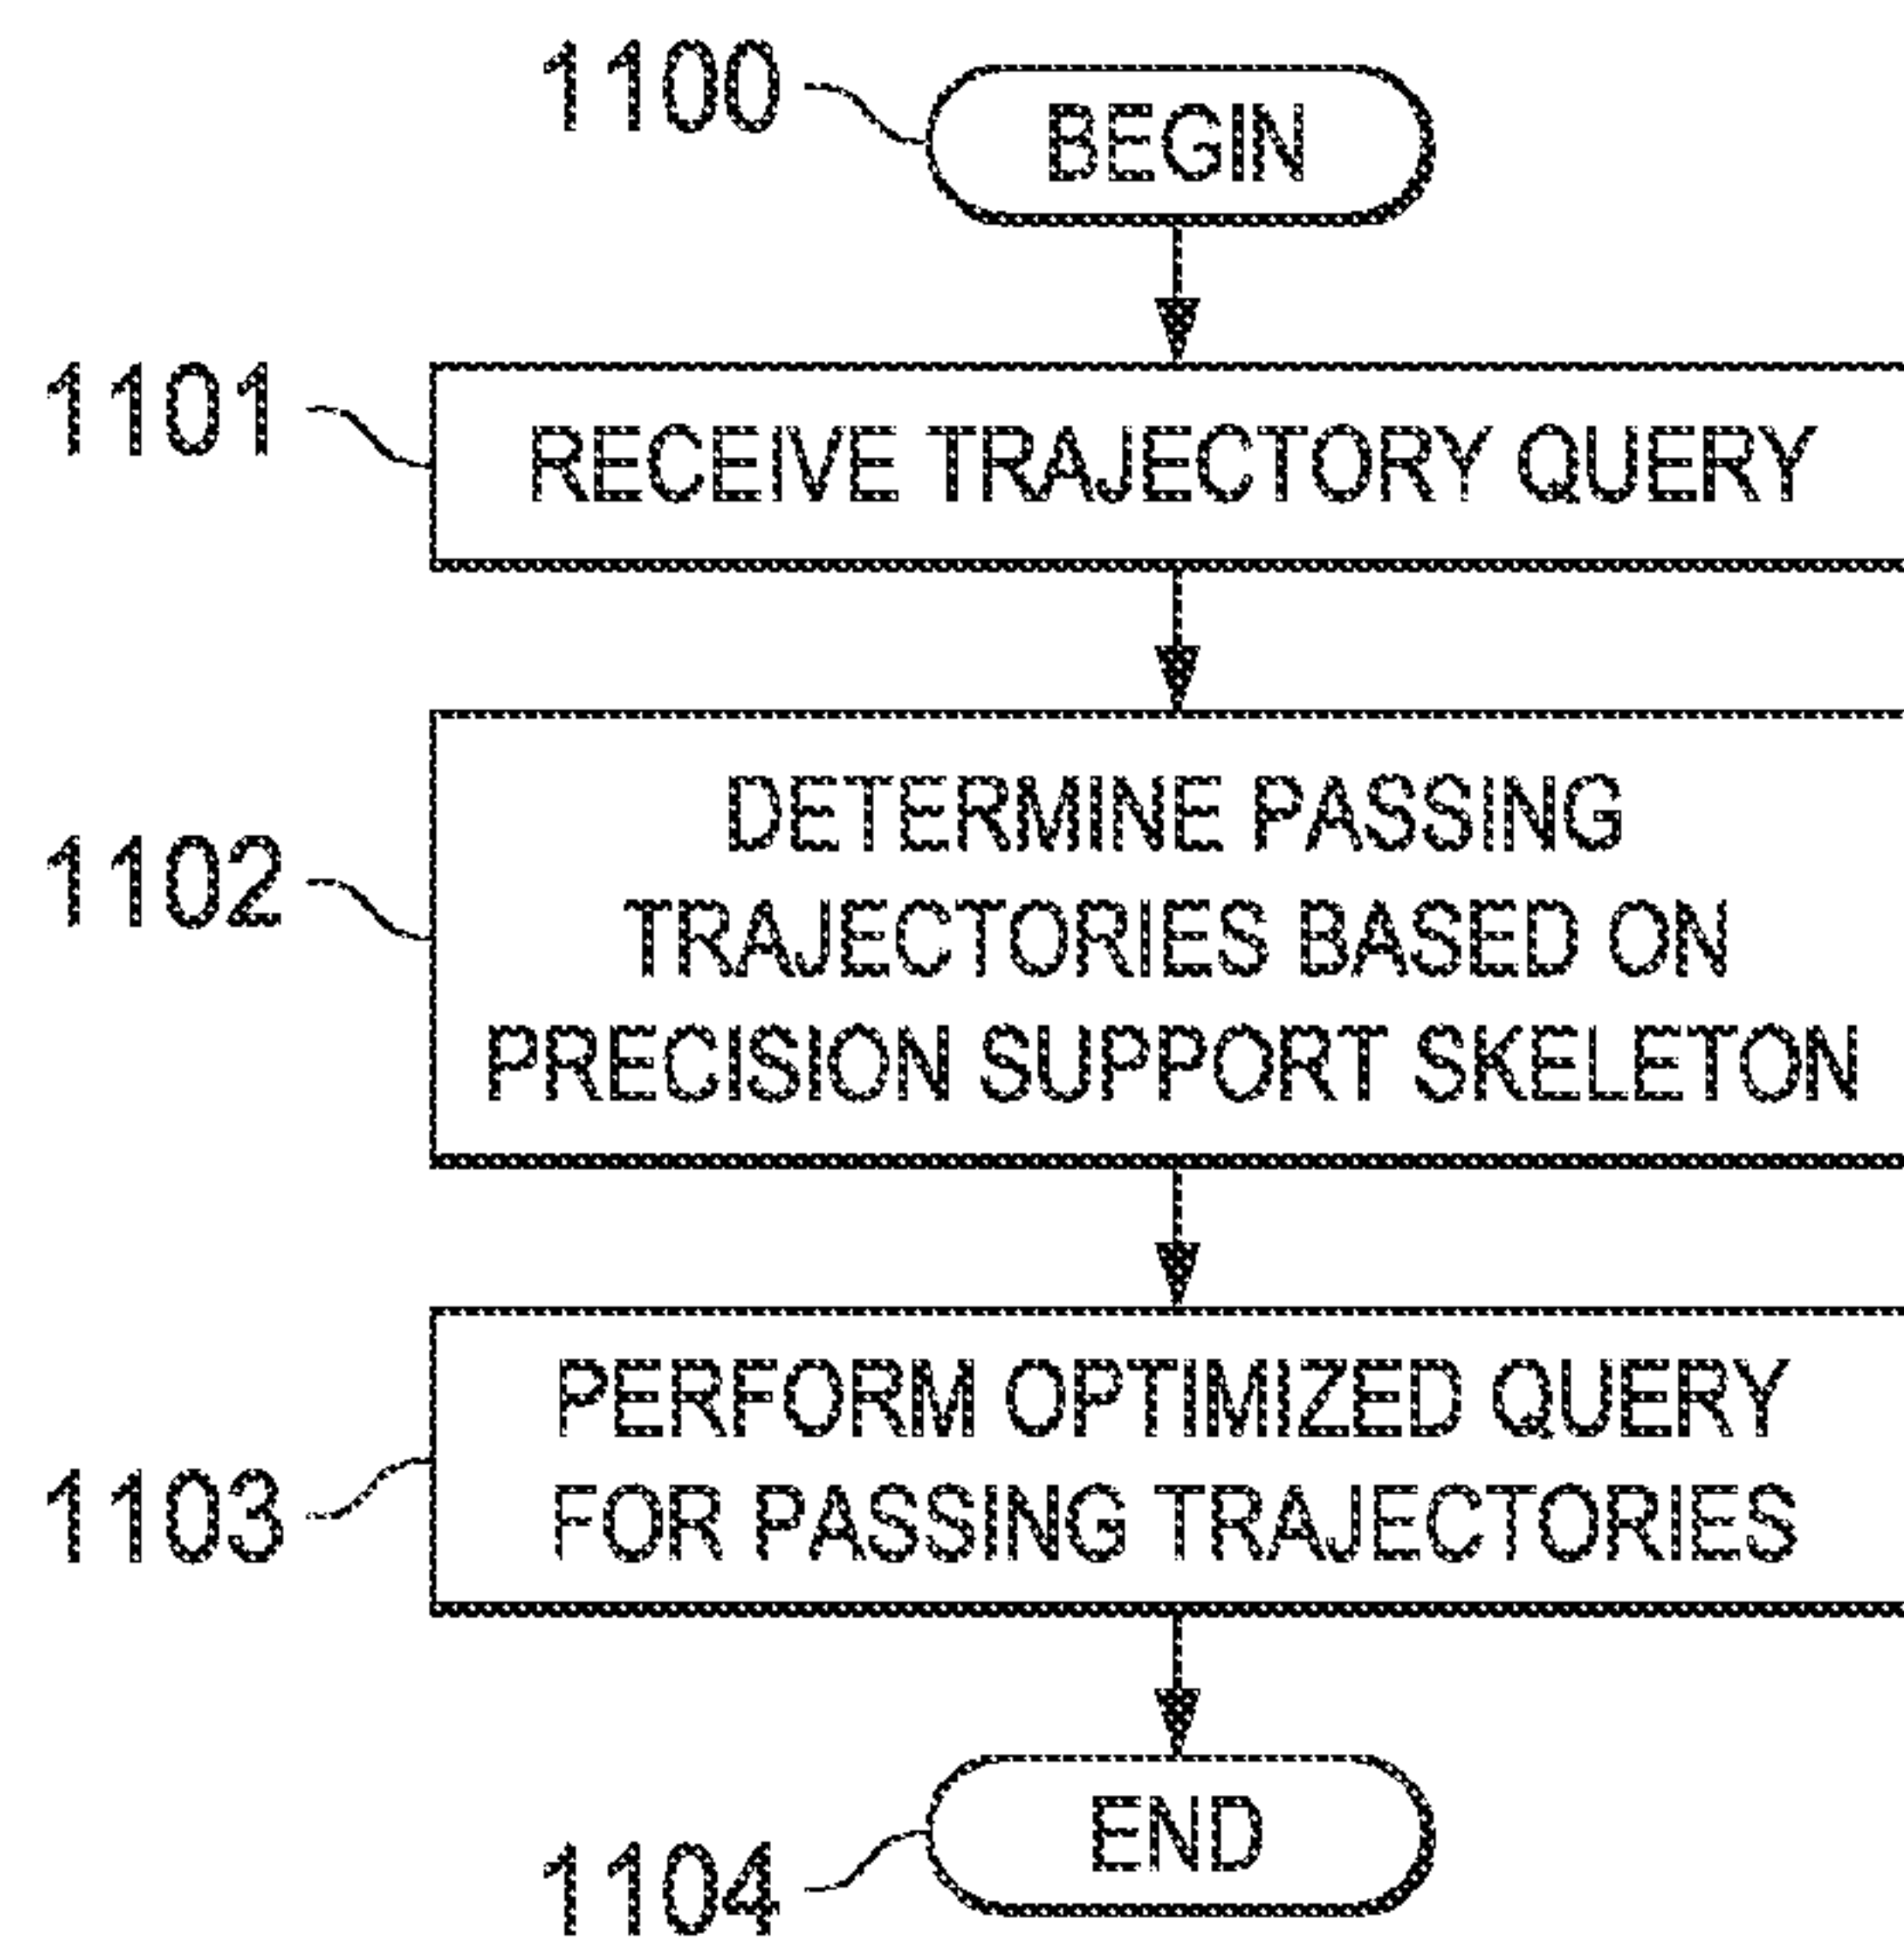 1100
BEGIN
1101
RECEIVE TRAJECTORY QUERY
1102
DETERMINE PASSING
TRAJECTORIES BASED ON
PRECISION SUPPORT SKELETON
1103
PERFORM OPTIMIZED QUERY
FOR PASSING TRAJECTORIES
1104
END